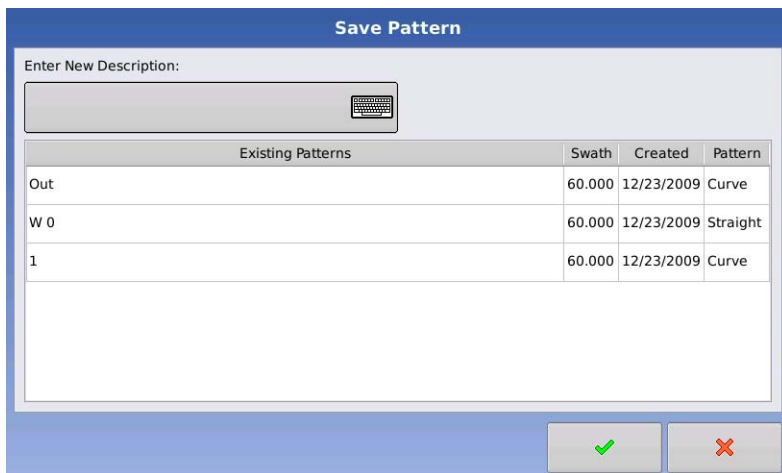 Save Pattern
Enter New Description:
Existing Patterns Swath Created Pattern
Out 60.000 12/23/2009 Curve
W 0 60.000 12/23/2009 Straight
1 60.000 12/23/2009 Curve